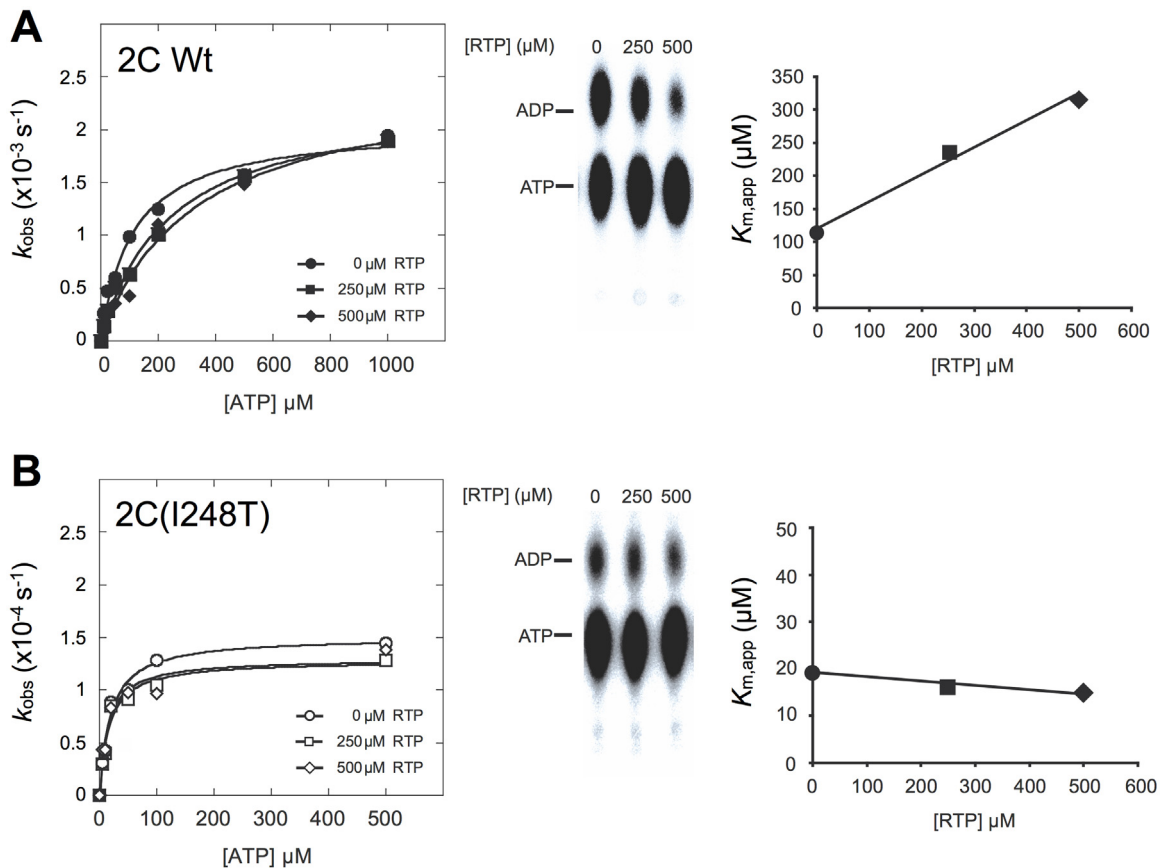 A
2C Wt
2.5
2
1.5
1
0.5
0
kobs (x10-3 s-1)
0 200 400 600 800 1000
[ATP] µM
0 µM RTP
250 µM RTP
500 µM RTP
[RTP] (µM)
0 250 500
ADP
ATP
350
300
250
200
150
100
50
0
Km,app (µM)
0 100 200 300 400 500 600
[RTP] µM
B
2C(I248T)
2.5
2
1.5
1
0.5
0
kobs (x10-4 s-1)
0 100 200 300 400 500
[ATP] µM
0 µM RTP
250 µM RTP
500 µM RTP
[RTP] (µM)
0 250 500
ADP
ATP
50
40
30
20
10
0
Km,app (µM)
0 100 200 300 400 500 600
[RTP] µM